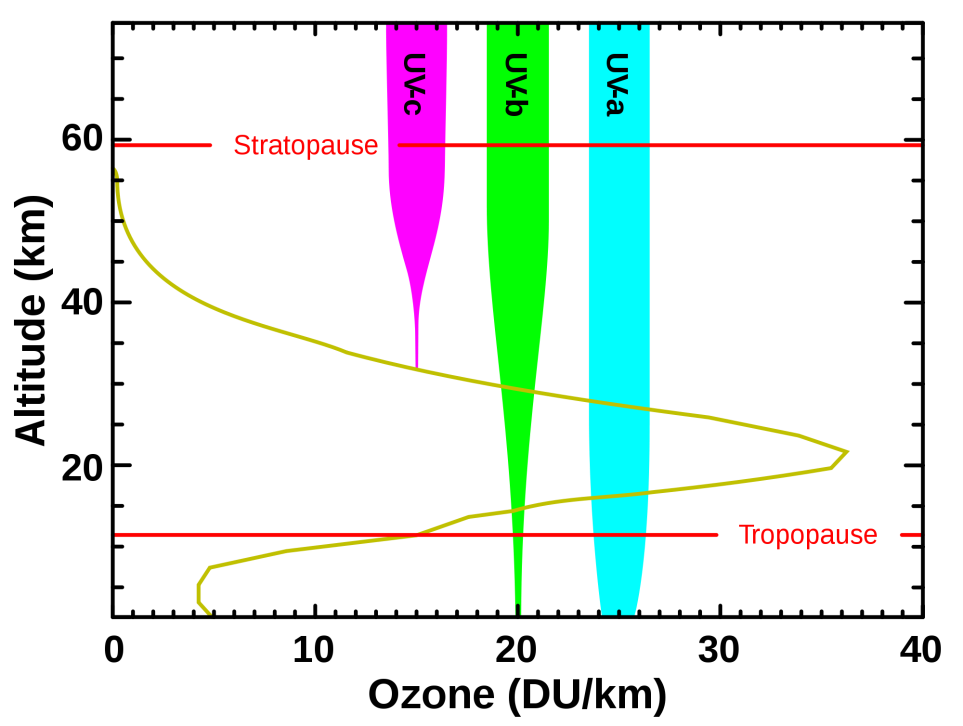 UV-c
UV-b
UV-a
60
Stratopause
40
20
Tropopause
0 10 20 30 40
Altitude (km)
Ozone (DU/km)